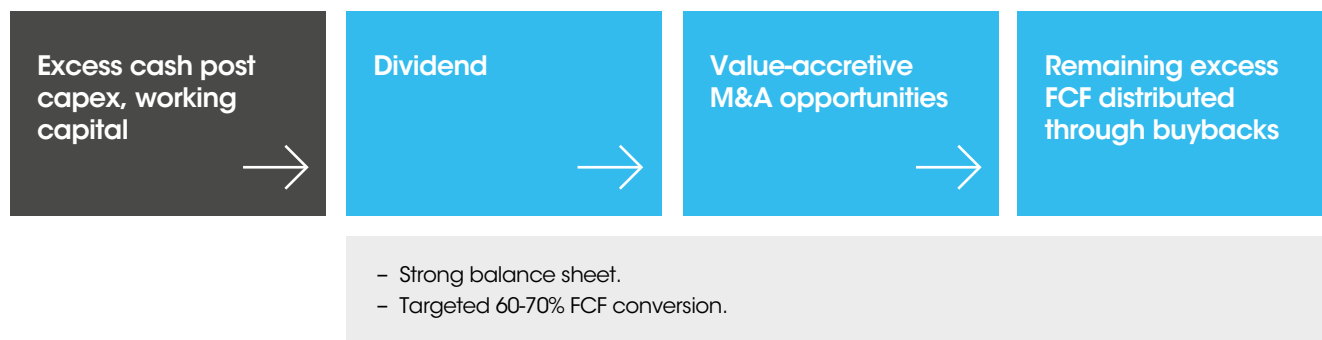 Excess cash post
capex, working
capital
Dividend
Value-accretive
M&A opportunities
Remaining excess
FCF distributed
through buybacks
– Strong balance sheet.
– Targeted 60-70% FCF conversion.